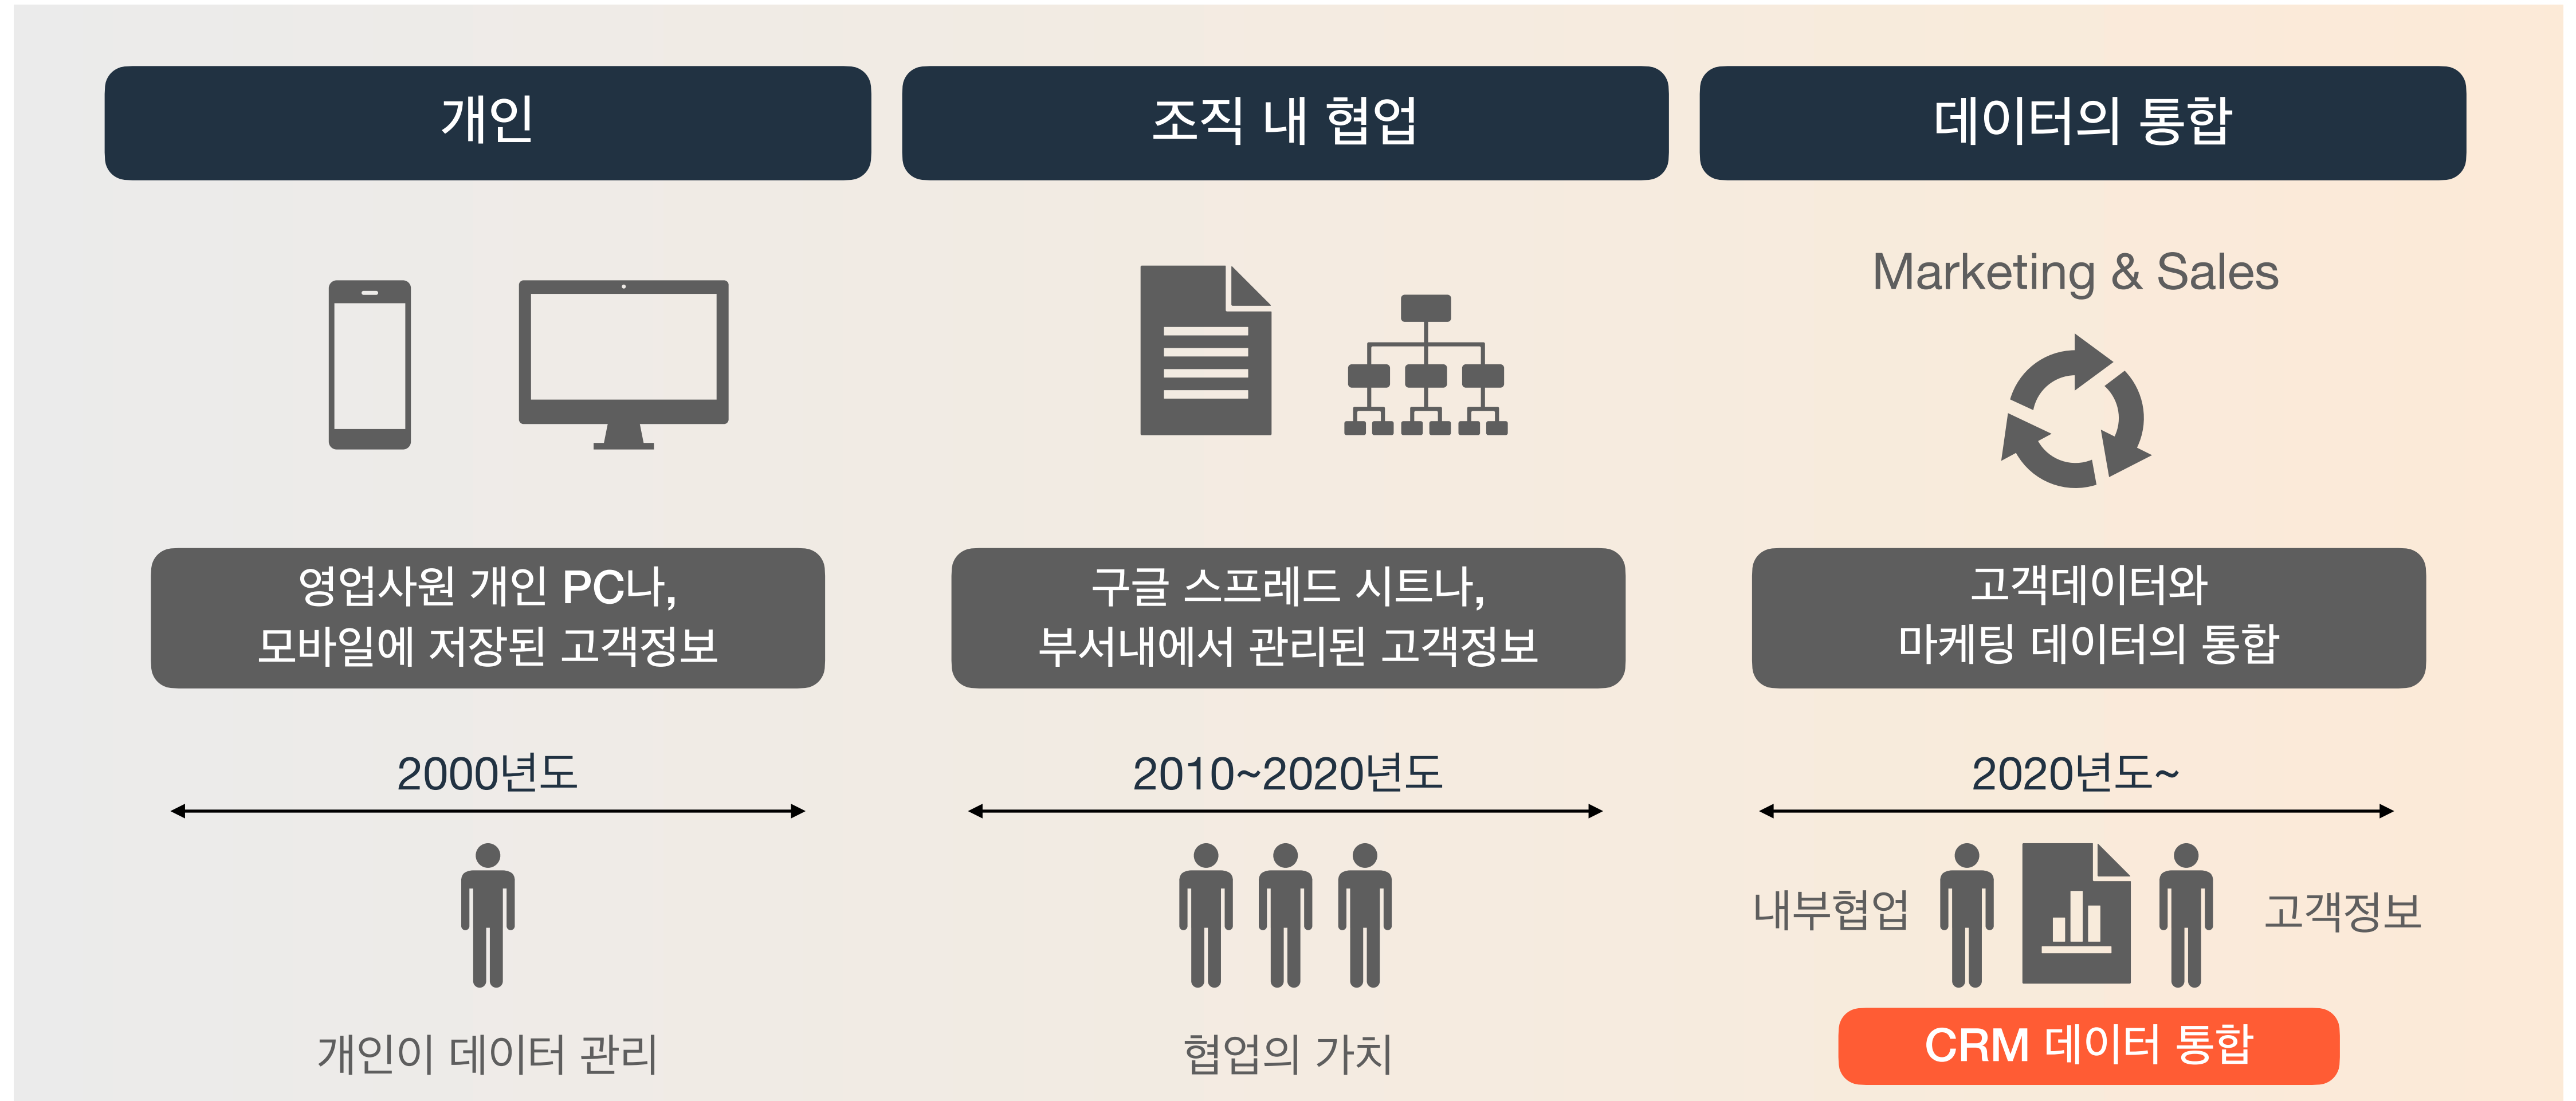 개인
조직 내 협업
데이터의 통합
Marketing & Sales
영업사원 개인 PC나,
모바일에 저장된 고객정보
구글 스프레드 시트나,
부서내에서 관리된 고객정보
고객데이터와
마케팅 데이터의 통합
2000년도
2010~2020년도
2020년도~
내부협업
고객정보
개인이 데이터 관리
협업의 가치
CRM 데이터 통합